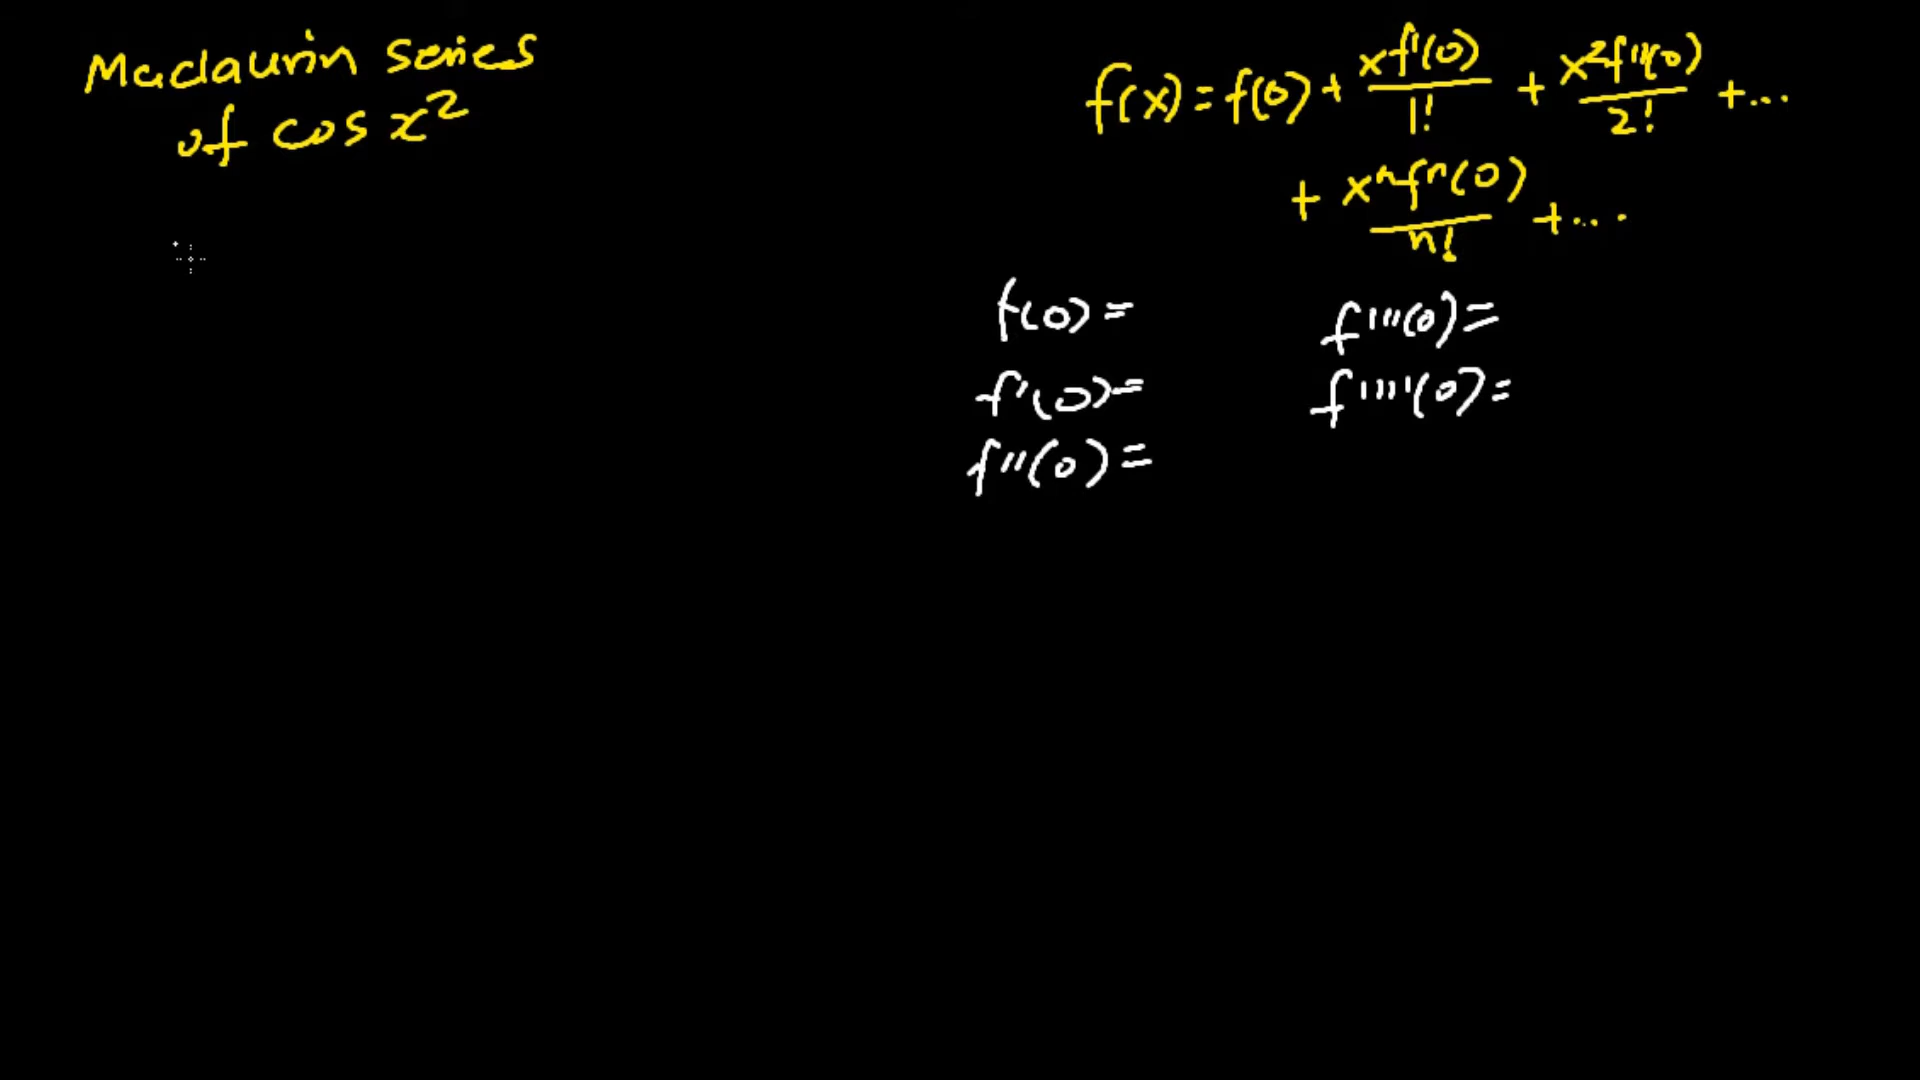 Maclaurin series
of cos x²
f(x) = f(0) + xf'(0)/1! + x²f''(0)/2! + ...
+ xⁿfⁿ(0)/n! + ...
f(0) =
f'(0) =
f''(0) =
f'''(0) =
f''''(0) =